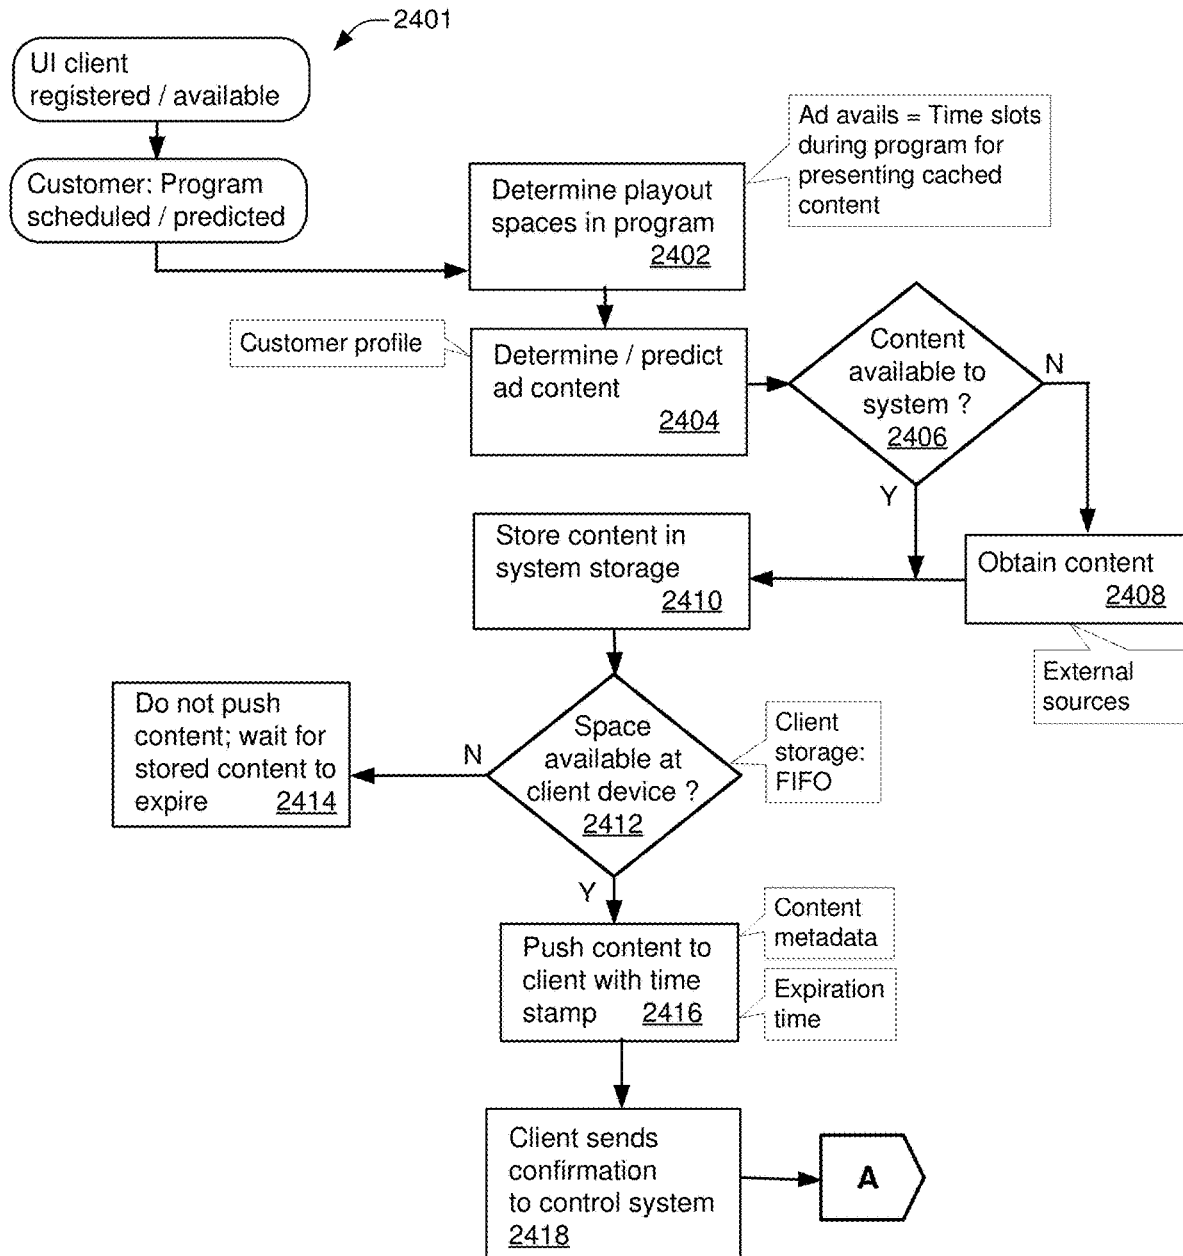 2401
UI client
registered / available
Customer: Program
scheduled / predicted
Ad avails = Time slots
during program for
presenting cached
content
Determine playout
spaces in program
2402
Customer profile
Determine / predict
ad content
2404
Content
available to
system ?
2406
N
Y
Store content in
system storage
2410
Obtain content
2408
External
sources
Do not push
content; wait for
stored content to
expire 2414
N
Space
available at
client device ?
2412
Client
storage:
FIFO
Y
Push content to
client with time
stamp 2416
Content
metadata
Expiration
time
Client sends
confirmation
to control system
2418
A